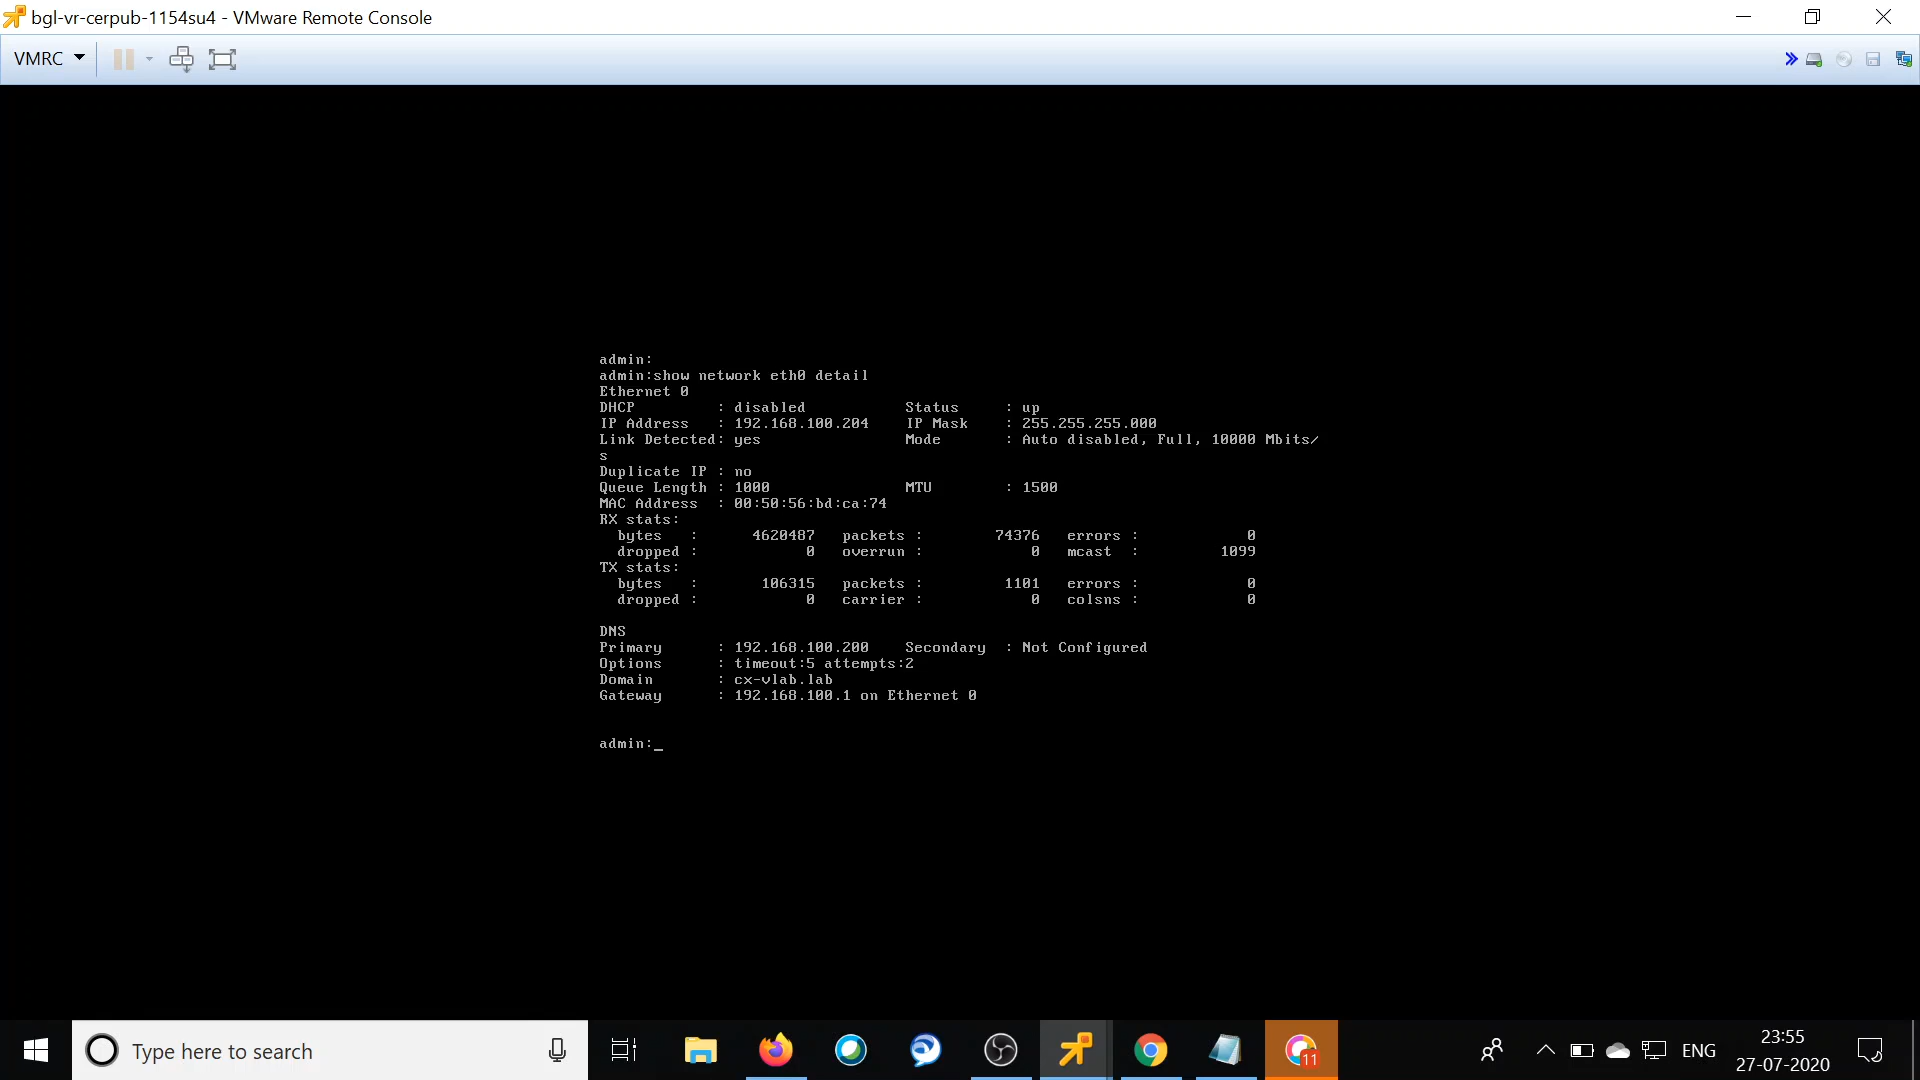 bgl-vr-cerpub-1154su4 - VMware Remote Console
VMRC
admin:
admin:show network eth0 detail
Ethernet 0
DHCP         : disabled           Status     : up
IP Address   : 192.168.100.204    IP Mask    : 255.255.255.000
Link Detected: yes                Mode       : Auto disabled, Full, 10000 Mbits/
s
Duplicate IP : no
Queue Length : 1000               MTU        : 1500
MAC Address  : 00:50:56:bd:ca:74
RX stats:
  bytes   :      4620487   packets :        74376   errors :            0
  dropped :            0   overrun :            0   mcast  :         1099
TX stats:
  bytes   :       106315   packets :         1101   errors :            0
  dropped :            0   carrier :            0   colsns :            0
DNS
Primary      : 192.168.100.200    Secondary  : Not Configured
Options      : timeout:5 attempts:2
Domain       : cx-vlab.lab
Gateway      : 192.168.100.1 on Ethernet 0
admin:_
Type here to search
11
ENG
23:55
27-07-2020